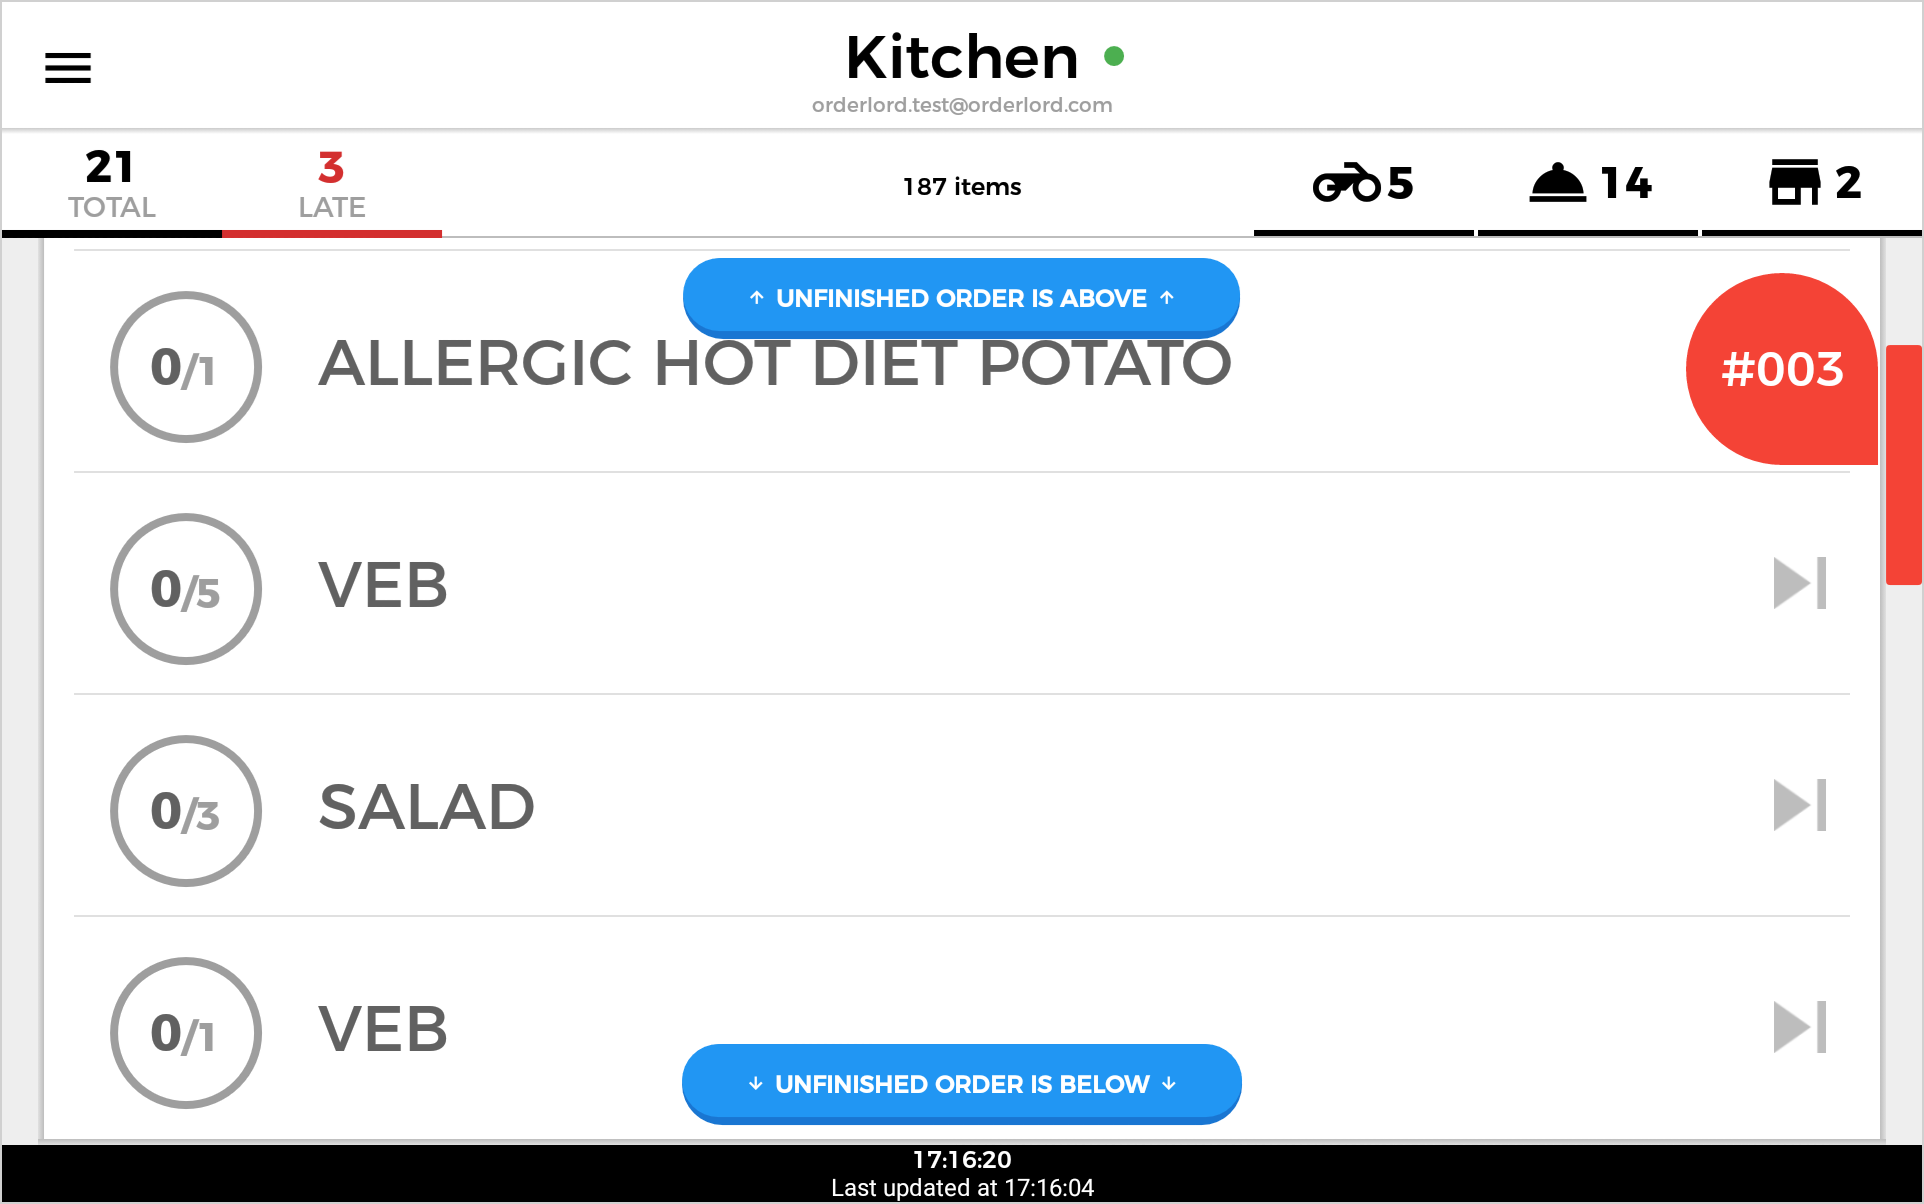 Kitchen
orderlord.test@orderlord.com
21
TOTAL
3
LATE
187 items
5
14
2
↑ UNFINISHED ORDER IS ABOVE ↑
0/1 ALLERGIC HOT DIET POTATO #003
0/5 VEB
0/3 SALAD
0/1 VEB
↓ UNFINISHED ORDER IS BELOW ↓
17:16:20
Last updated at 17:16:04